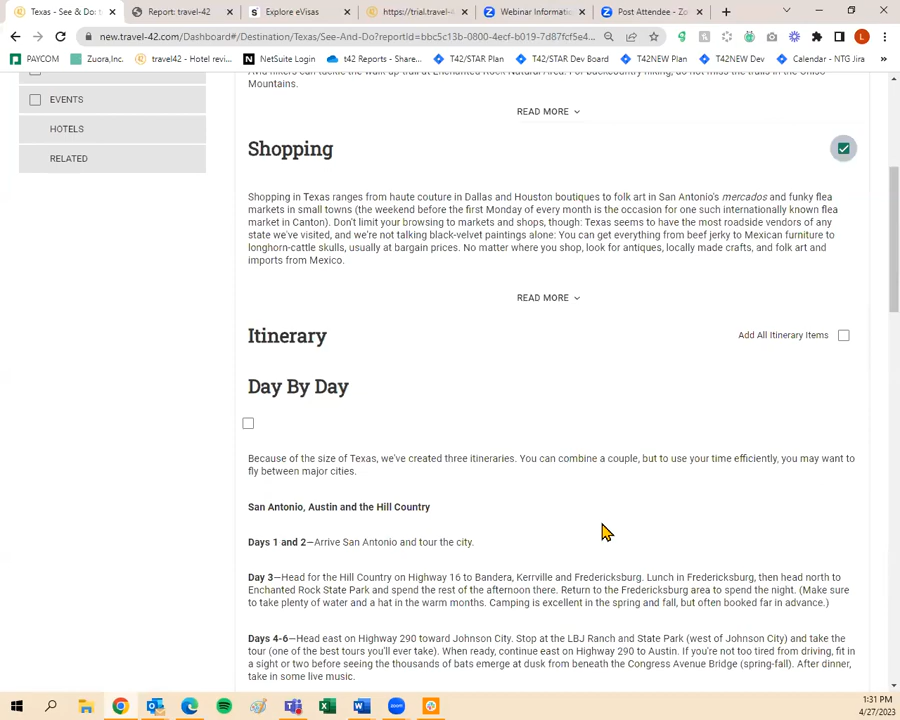 Texas - See & Do: t
Report: travel-42
Explore eVisas
https://trial.travel-4
Webinar Informati
Post Attendee - Zo
new.travel-42.com/Dashboard#/Destination/Texas/See-And-Do?reportId=bbc5c13b-0800-4ecf-b019-7d87fcf5e4...
PAYCOM
Zuora,Inc.
travel42 - Hotel revi...
NetSuite Login
t42 Reports - Share...
T42/STAR Plan
T42/STAR Dev Board
T42NEW Plan
T42NEW Dev
Calendar - NTG Jira
Mountains.
READ MORE
EVENTS
HOTELS
RELATED
Shopping
Shopping in Texas ranges from haute couture in Dallas and Houston boutiques to folk art in San Antonio's mercados and funky flea
markets in small towns (the weekend before the first Monday of every month is the occasion for one such internationally known flea
market in Canton). Don't limit your browsing to markets and shops, though: Texas seems to have the most roadside vendors of any
state we've visited, and we're not talking black-velvet paintings alone: You can get everything from beef jerky to Mexican furniture to
longhorn-cattle skulls, usually at bargain prices. No matter where you shop, look for antiques, locally made crafts, and folk art and
imports from Mexico.
READ MORE
Itinerary
Add All Itinerary Items
Day By Day
Because of the size of Texas, we've created three itineraries. You can combine a couple, but to use your time efficiently, you may want to
fly between major cities.
San Antonio, Austin and the Hill Country
Days 1 and 2—Arrive San Antonio and tour the city.
Day 3—Head for the Hill Country on Highway 16 to Bandera, Kerrville and Fredericksburg. Lunch in Fredericksburg, then head north to
Enchanted Rock State Park and spend the rest of the afternoon there. Return to the Fredericksburg area to spend the night. (Make sure
to take plenty of water and a hat in the warm months. Camping is excellent in the spring and fall, but often booked far in advance.)
Days 4-6—Head east on Highway 290 toward Johnson City. Stop at the LBJ Ranch and State Park (west of Johnson City) and take the
tour (one of the best tours you'll ever take). When ready, continue east on Highway 290 to Austin. If you're not too tired from driving, fit in
a sight or two before seeing the thousands of bats emerge at dusk from beneath the Congress Avenue Bridge (spring-fall). After dinner,
take in some live music.
1:31 PM
4/27/2023